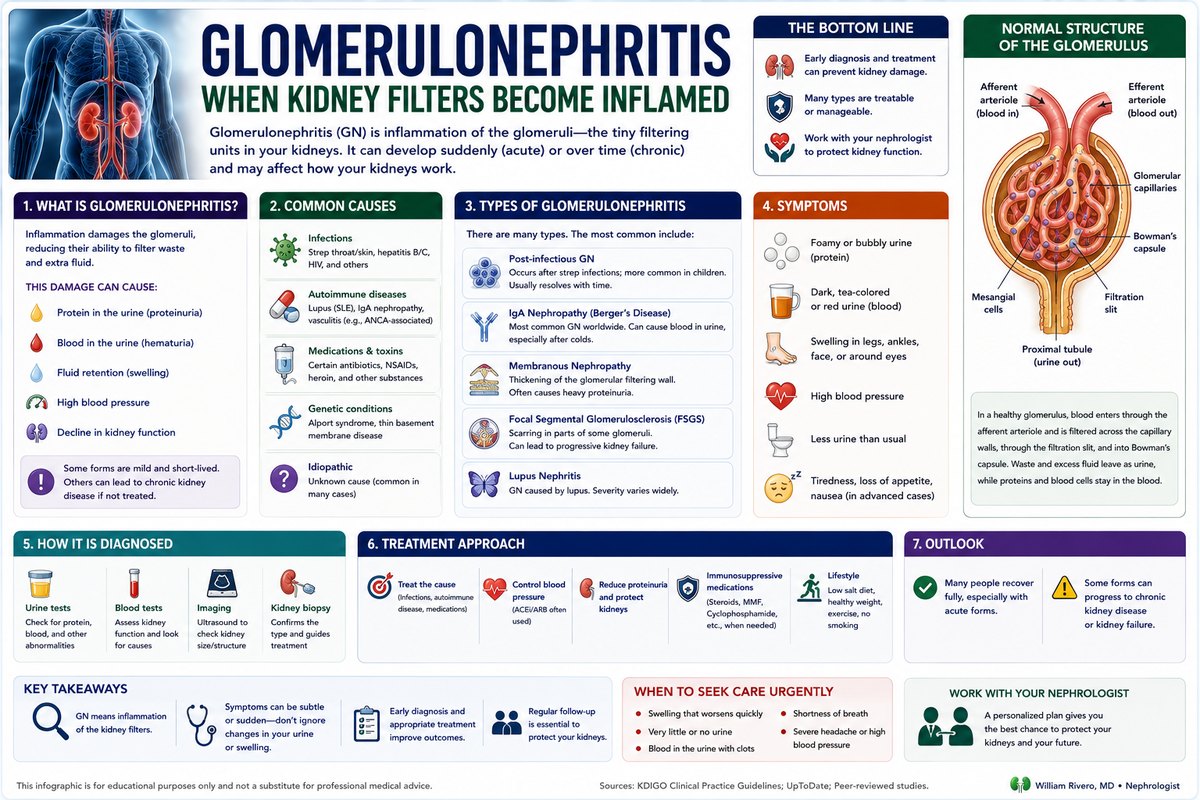 GLOMERULONEPHRITIS
WHEN KIDNEY FILTERS BECOME INFLAMED
Glomerulonephritis (GN) is inflammation of the glomeruli—the tiny filtering
units in your kidneys. It can develop suddenly (acute) or over time (chronic)
and may affect how your kidneys work.
THE BOTTOM LINE
Early diagnosis and treatment
can prevent kidney damage.
Many types are treatable
or manageable.
Work with your nephrologist
to protect kidney function.
NORMAL STRUCTURE
OF THE GLOMERULUS
Afferent
arteriole
(blood in)
Efferent
arteriole
(blood out)
Glomerular
capillaries
Bowman's
capsule
Mesangial
cells
Filtration
slit
Proximal tubule
(urine out)
In a healthy glomerulus, blood enters through the
afferent arteriole and is filtered across the capillary
walls, through the filtration slit, and into Bowman's
capsule. Waste and excess fluid leave as urine,
while proteins and blood cells stay in the blood.
1. WHAT IS GLOMERULONEPHRITIS?
Inflammation damages the glomeruli,
reducing their ability to filter waste
and extra fluid.
THIS DAMAGE CAN CAUSE:
Protein in the urine (proteinuria)
Blood in the urine (hematuria)
Fluid retention (swelling)
High blood pressure
Decline in kidney function
!
Some forms are mild and short-lived.
Others can lead to chronic kidney
disease if not treated.
2. COMMON CAUSES
Infections
Strep throat/skin, hepatitis B/C,
HIV, and others
Autoimmune diseases
Lupus (SLE), IgA nephropathy,
vasculitis (e.g., ANCA-associated)
Medications & toxins
Certain antibiotics, NSAIDs,
heroin, and other substances
Genetic conditions
Alport syndrome, thin basement
membrane disease
?
Idiopathic
Unknown cause (common in
many cases)
3. TYPES OF GLOMERULONEPHRITIS
There are many types. The most common include:
Post-infectious GN
Occurs after strep infections; more common in children.
Usually resolves with time.
IgA Nephropathy (Berger's Disease)
Most common GN worldwide. Can cause blood in urine,
especially after colds.
Membranous Nephropathy
Thickening of the glomerular filtering wall.
Often causes heavy proteinuria.
Focal Segmental Glomerulosclerosis (FSGS)
Scarring in parts of some glomeruli.
Can lead to progressive kidney failure.
Lupus Nephritis
GN caused by lupus. Severity varies widely.
4. SYMPTOMS
Foamy or bubbly urine
(protein)
Dark, tea-colored
or red urine (blood)
Swelling in legs, ankles,
face, or around eyes
High blood pressure
Less urine than usual
zZ
Tiredness, loss of appetite,
nausea (in advanced cases)
5. HOW IT IS DIAGNOSED
Urine tests
Check for protein,
blood, and other
abnormalities
Blood tests
Assess kidney
function and look
for causes
Imaging
Ultrasound to
check kidney
size/structure
Kidney biopsy
Confirms the
type and guides
treatment
6. TREATMENT APPROACH
Treat the cause
(Infections, autoimmune
disease, medications)
Control blood
pressure
(ACEi/ARB often
used)
Reduce proteinuria
and protect
kidneys
Immunosuppressive
medications
(Steroids, MMF,
Cyclophosphamide,
etc., when needed)
Lifestyle
Low salt diet,
healthy weight,
exercise, no
smoking
7. OUTLOOK
Many people recover
fully, especially with
acute forms.
Some forms can
progress to chronic
kidney disease
or kidney failure.
KEY TAKEAWAYS
GN means inflammation
of the kidney filters.
Symptoms can be subtle
or sudden—don't ignore
changes in your urine
or swelling.
Early diagnosis and
appropriate treatment
improve outcomes.
Regular follow-up
is essential to
protect your kidneys.
WHEN TO SEEK CARE URGENTLY
• Swelling that worsens quickly
• Very little or no urine
• Blood in the urine with clots
• Shortness of breath
• Severe headache or high
blood pressure
WORK WITH YOUR NEPHROLOGIST
A personalized plan gives you
the best chance to protect your
kidneys and your future.
This infographic is for educational purposes only and not a substitute for professional medical advice.
Sources: KDIGO Clinical Practice Guidelines; UpToDate; Peer-reviewed studies.
William Rivero, MD • Nephrologist